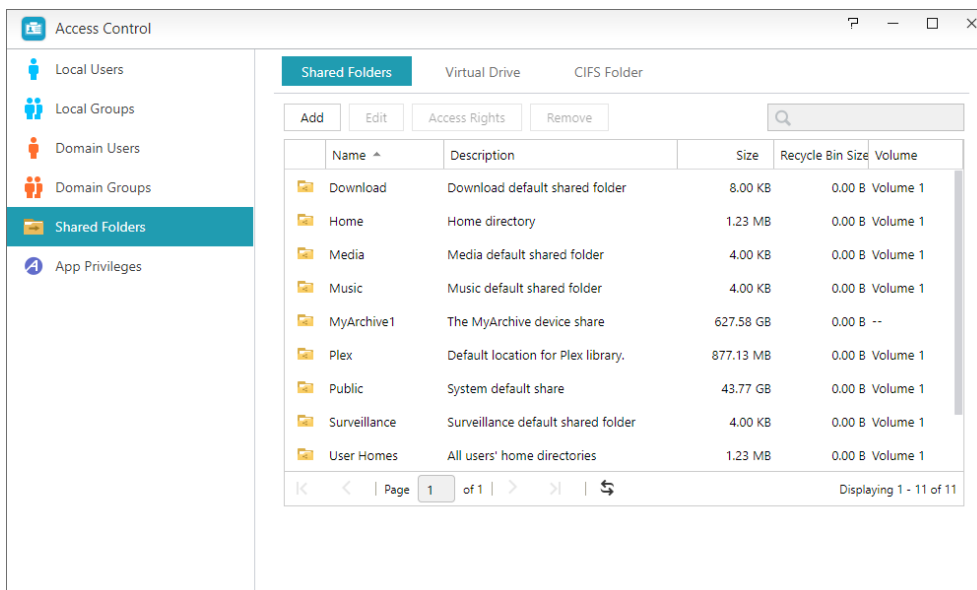 Access Control
Local Users
Local Groups
Domain Users
Domain Groups
Shared Folders
App Privileges
Shared Folders Virtual Drive CIFS Folder
Add Edit Access Rights Remove
Name Description Size Recycle Bin Size Volume
Download Download default shared folder 8.00 KB 0.00 B Volume 1
Home Home directory 1.23 MB 0.00 B Volume 1
Media Media default shared folder 4.00 KB 0.00 B Volume 1
Music Music default shared folder 4.00 KB 0.00 B Volume 1
MyArchive1 The MyArchive device share 627.58 GB 0.00 B --
Plex Default location for Plex library. 877.13 MB 0.00 B Volume 1
Public System default share 43.77 GB 0.00 B Volume 1
Surveillance Surveillance default shared folder 4.00 KB 0.00 B Volume 1
User Homes All users' home directories 1.23 MB 0.00 B Volume 1
Page 1 of 1 Displaying 1 - 11 of 11